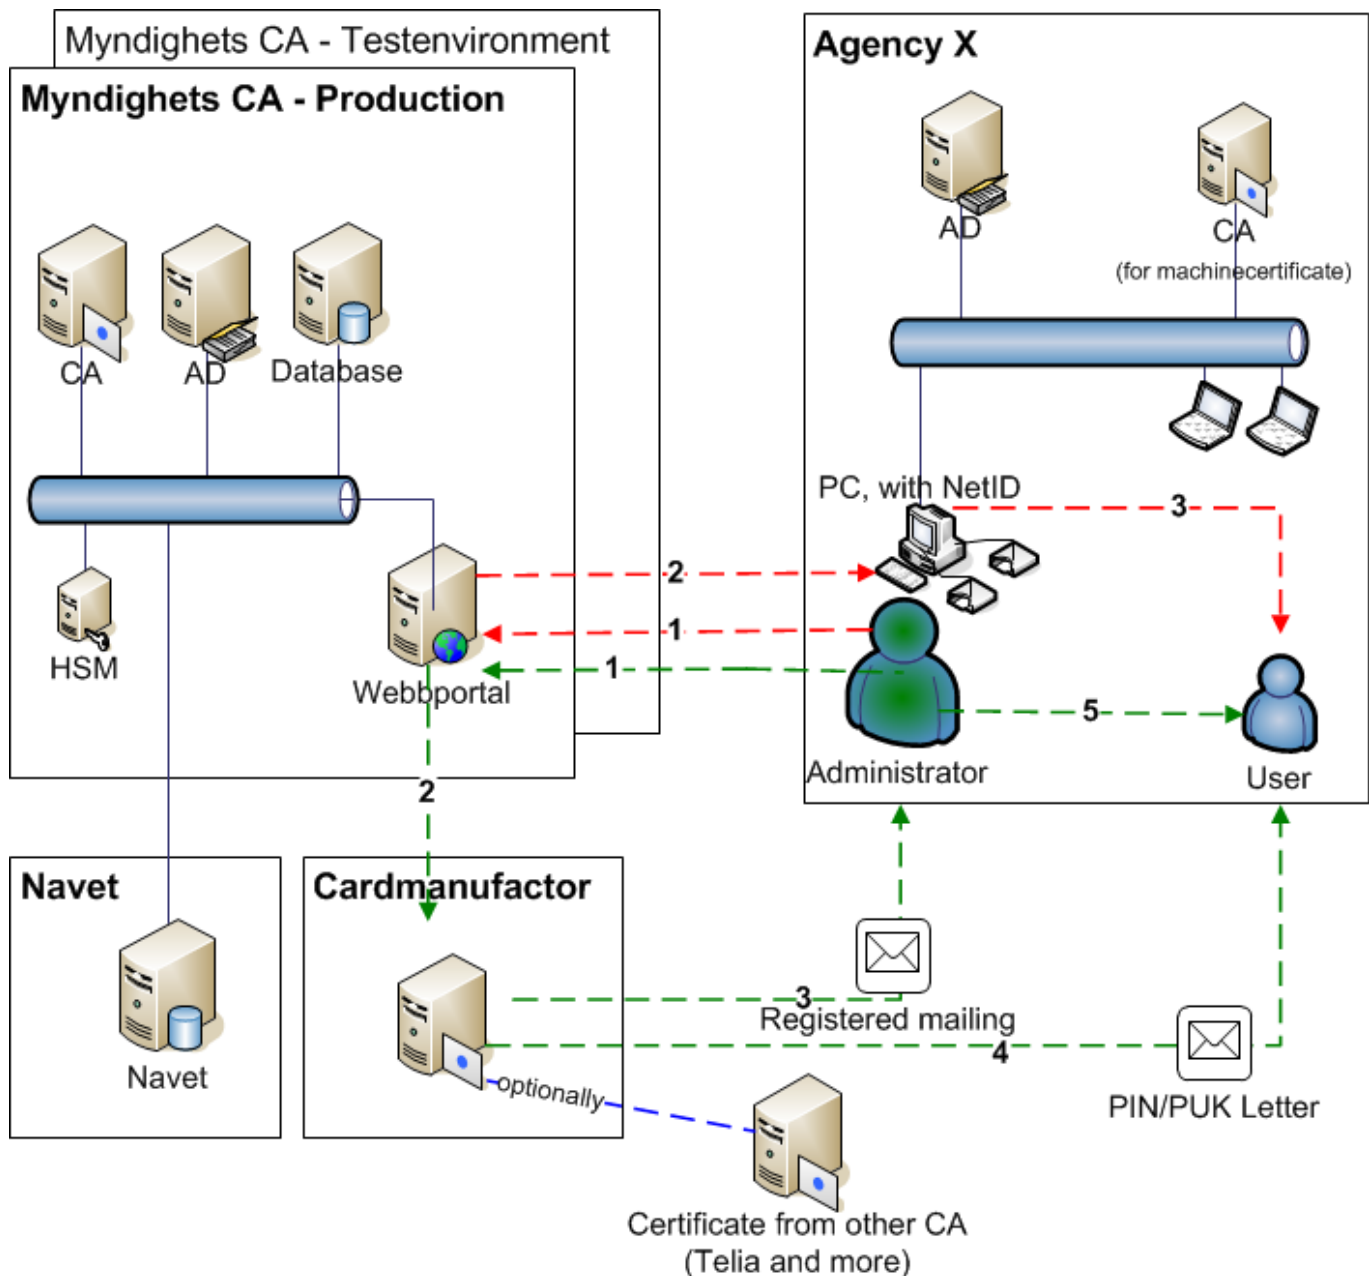 Myndighets CA - Testenvironment
Myndighets CA - Production
CA
AD
Database
HSM
Webbportal
Agency X
AD
CA
(for machinecertificate)
PC, with NetID
3
2
1
1
5
Administrator
User
2
Navet
Navet
Cardmanufactor
3
Registered mailing
4
PIN/PUK Letter
optionally
Certificate from other CA
(Telia and more)